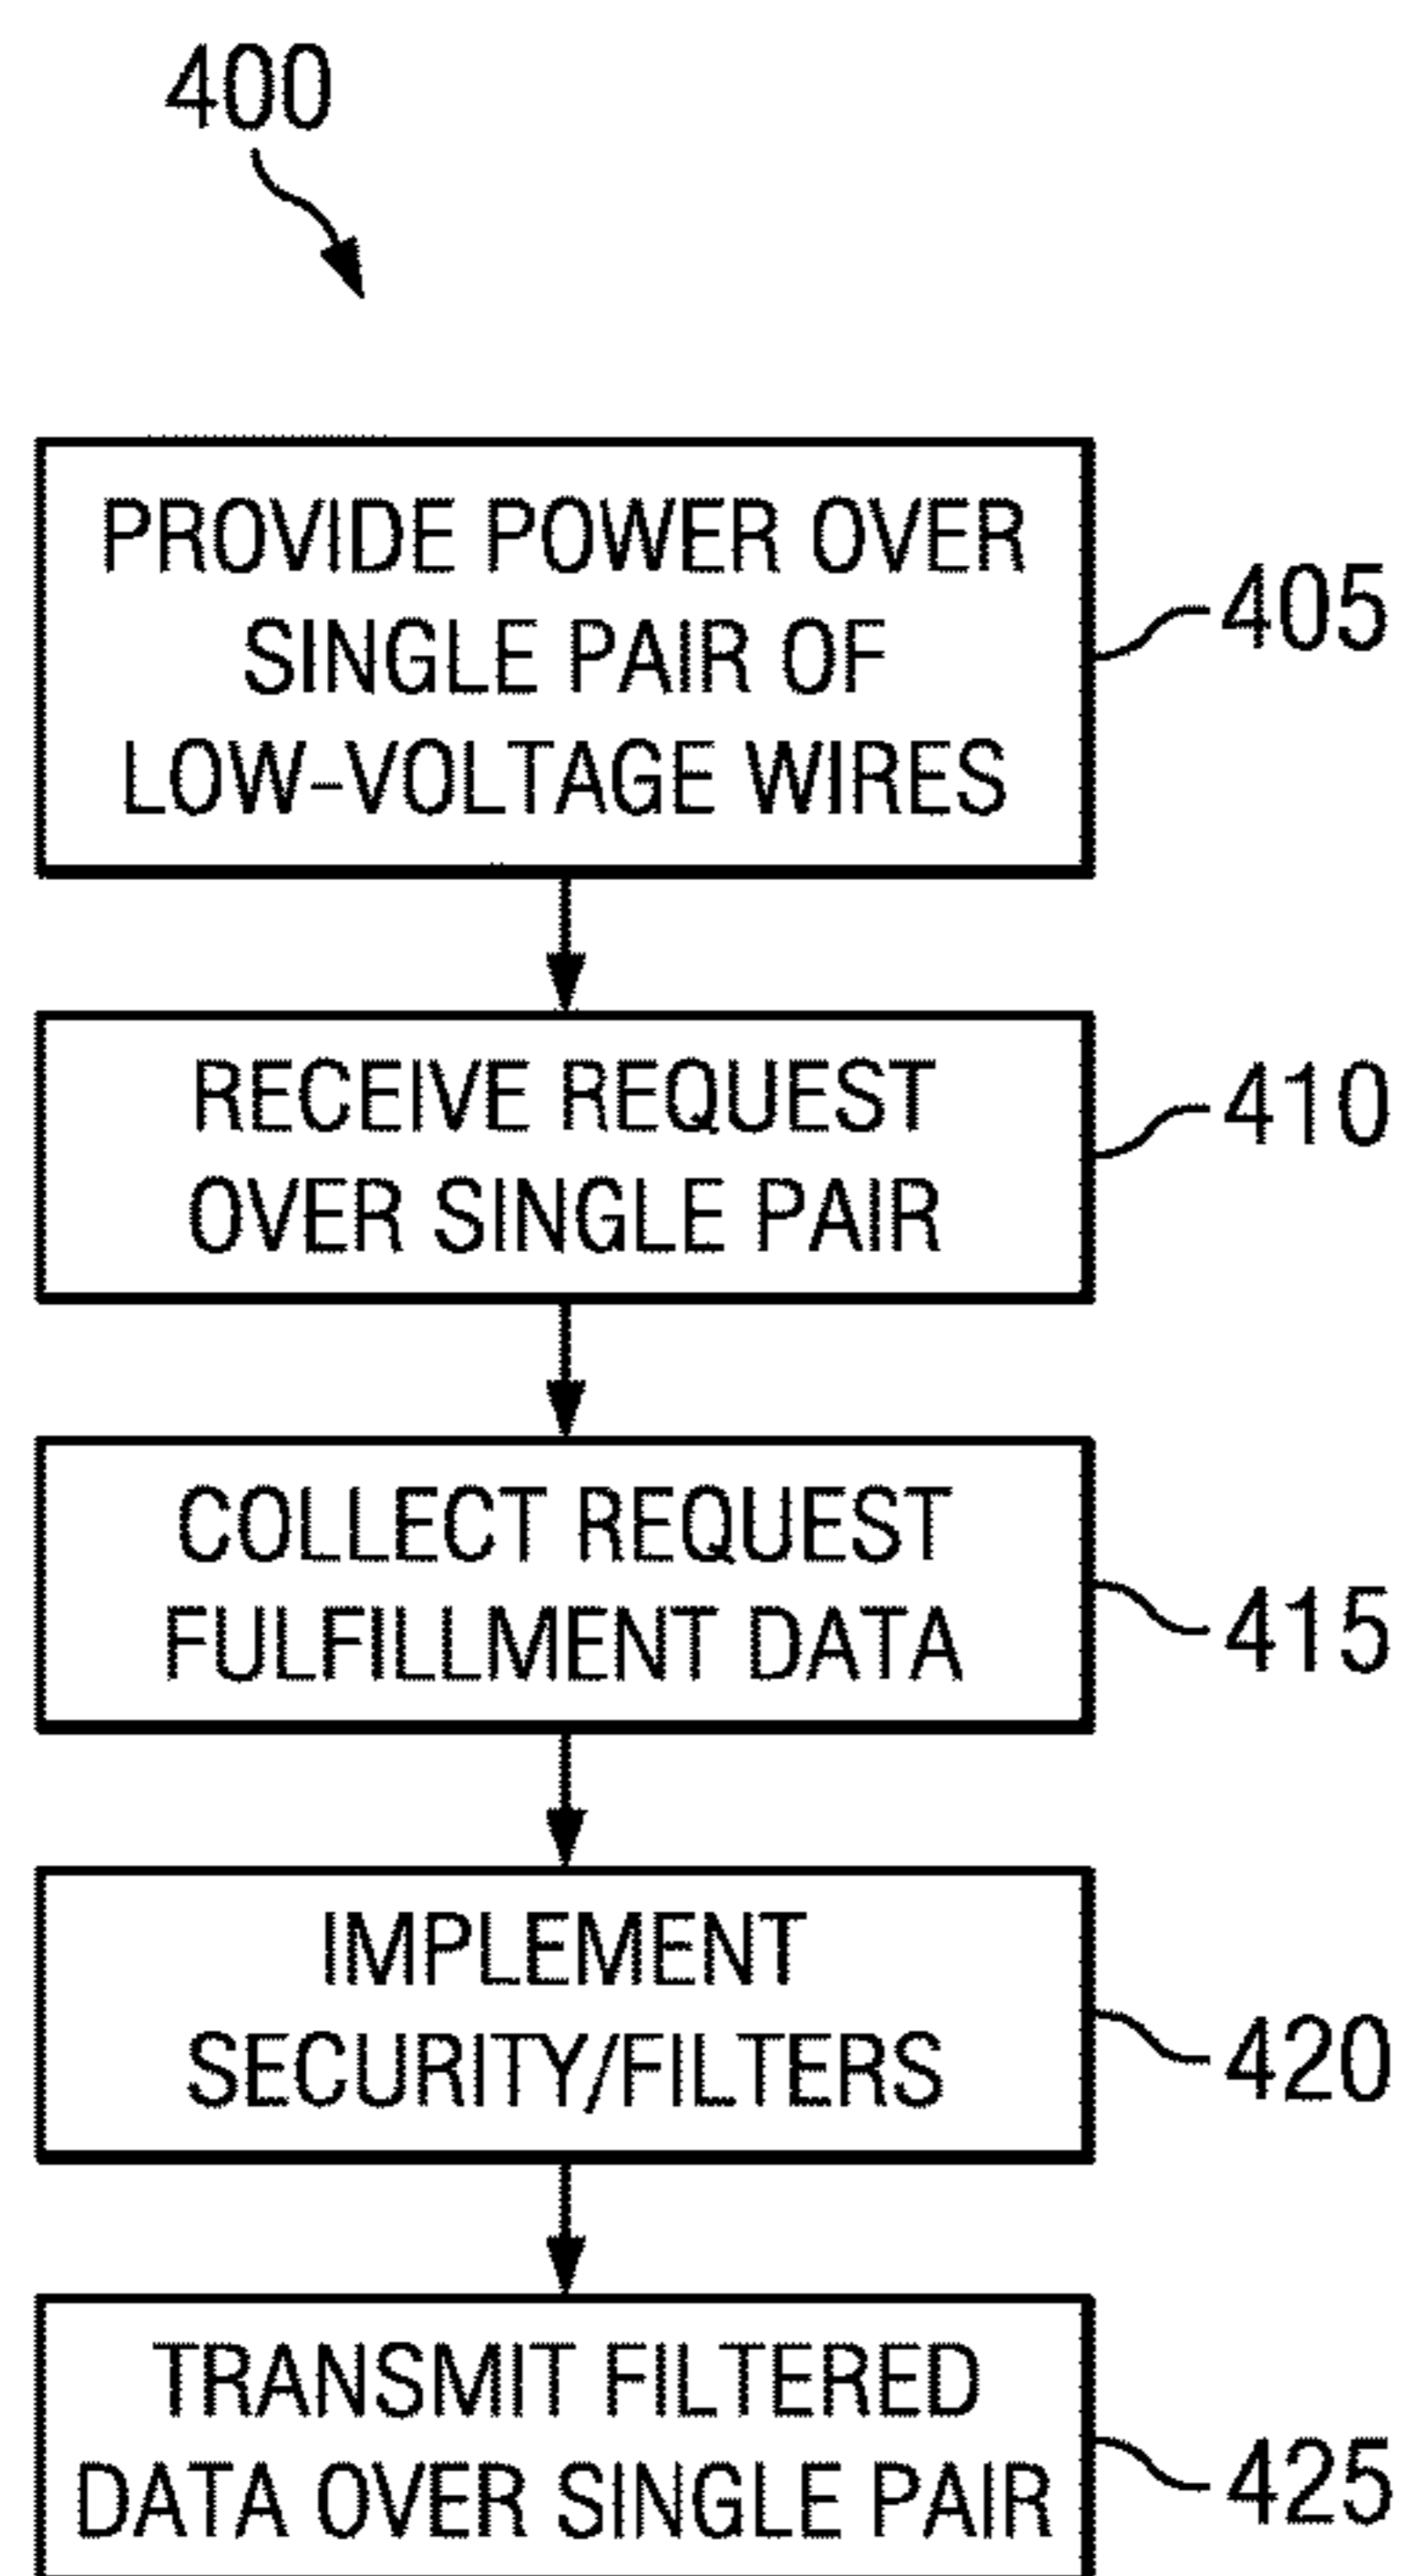 400
PROVIDE POWER OVER
SINGLE PAIR OF
LOW-VOLTAGE WIRES
405
RECEIVE REQUEST
OVER SINGLE PAIR
410
COLLECT REQUEST
FULFILLMENT DATA
415
IMPLEMENT
SECURITY/FILTERS
420
TRANSMIT FILTERED
DATA OVER SINGLE PAIR
425